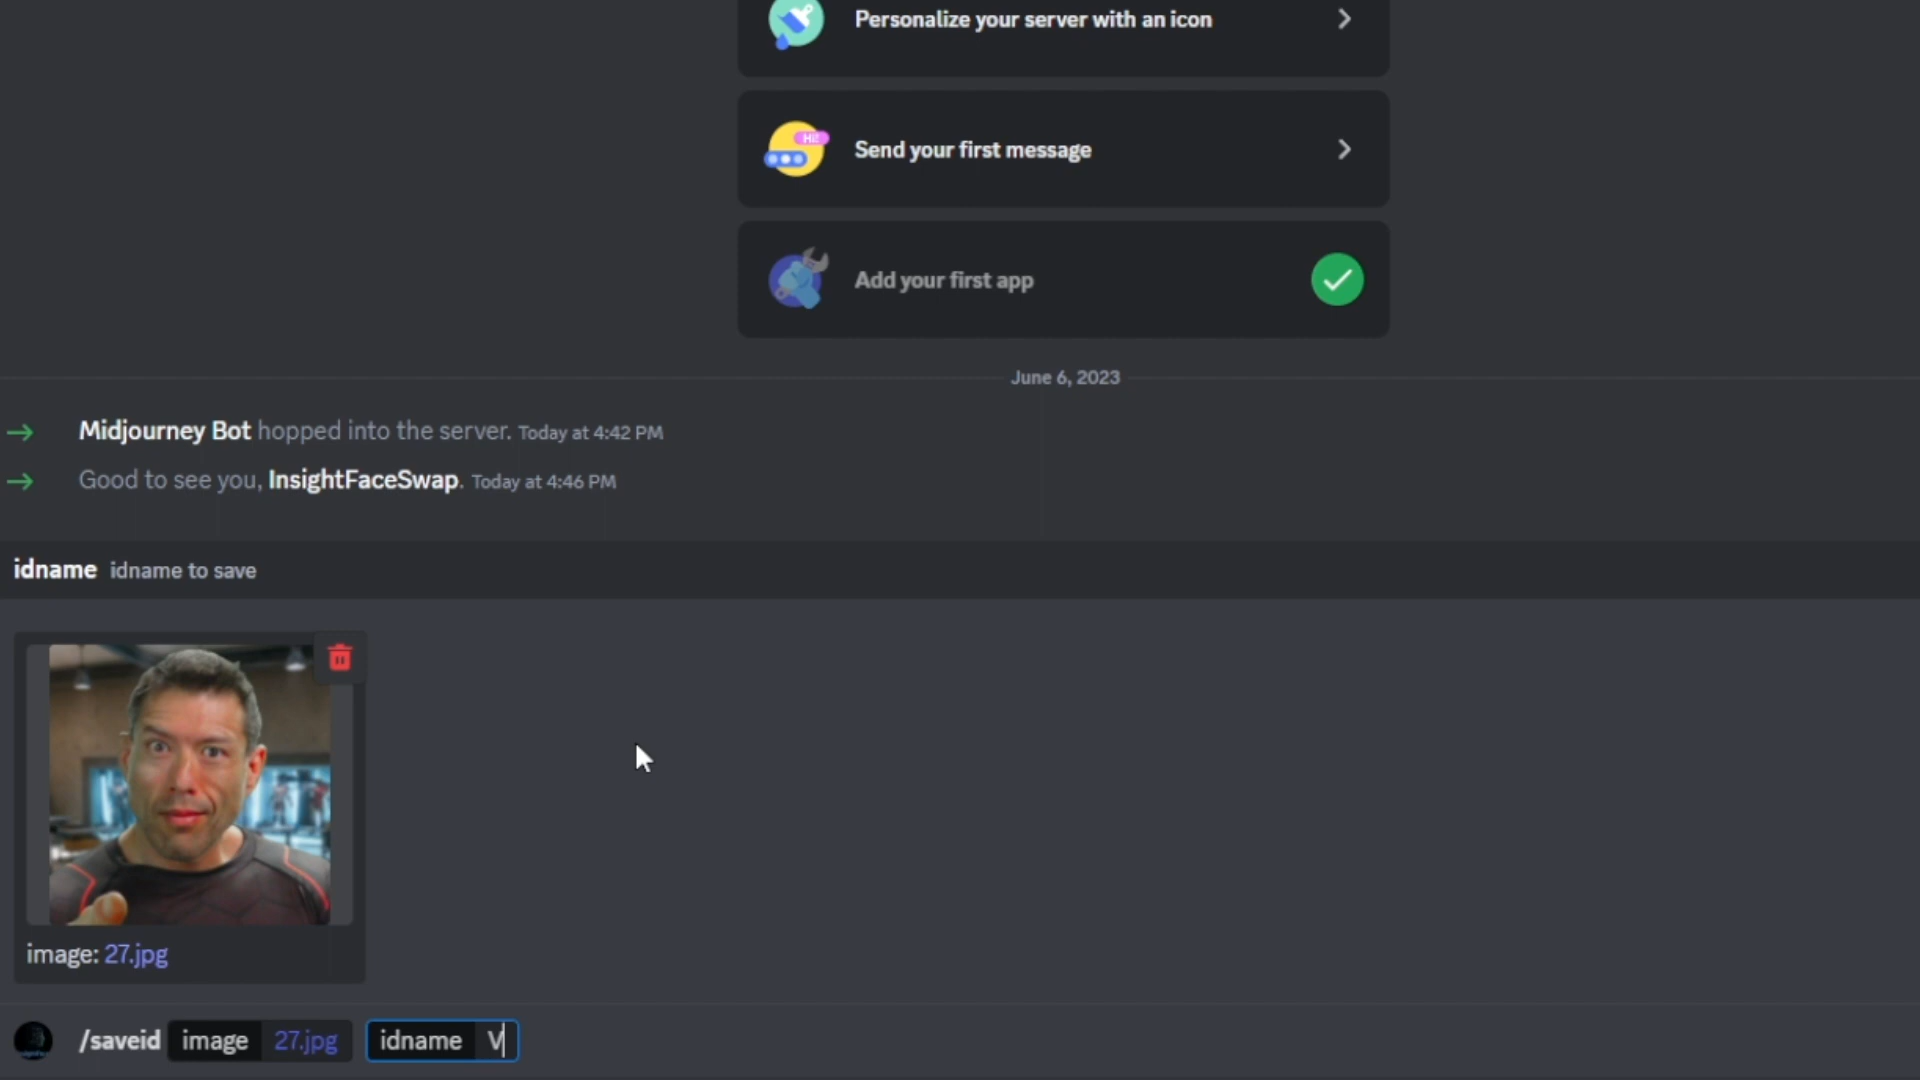 Personalize your server with an icon
Hi!
Send your first message
Add your first app
June 6, 2023
Midjourney Bot hopped into the server. Today at 4:42 PM
Good to see you, InsightFaceSwap. Today at 4:46 PM
idname idname to save
image: 27.jpg
/saveid image 27.jpg idname V